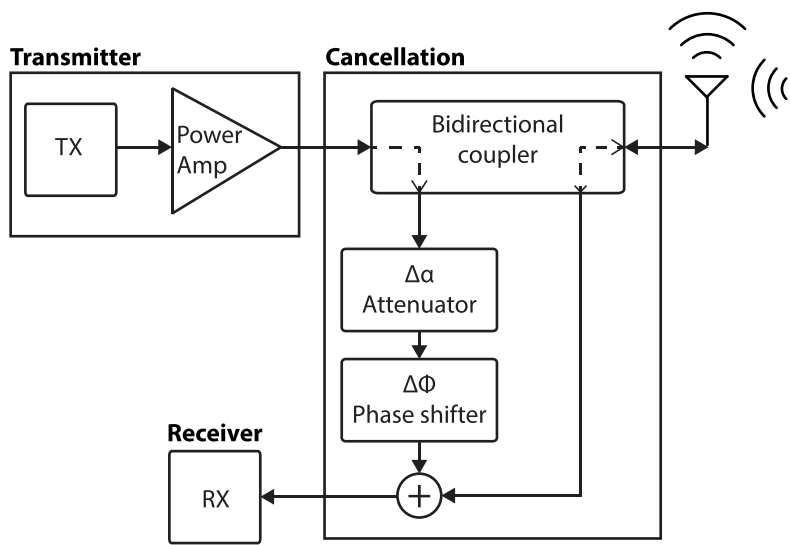 Transmitter
Cancellation
TX
Power
Amp
Bidirectional
coupler
Δα
Attenuator
ΔΦ
Phase shifter
Receiver
RX
+